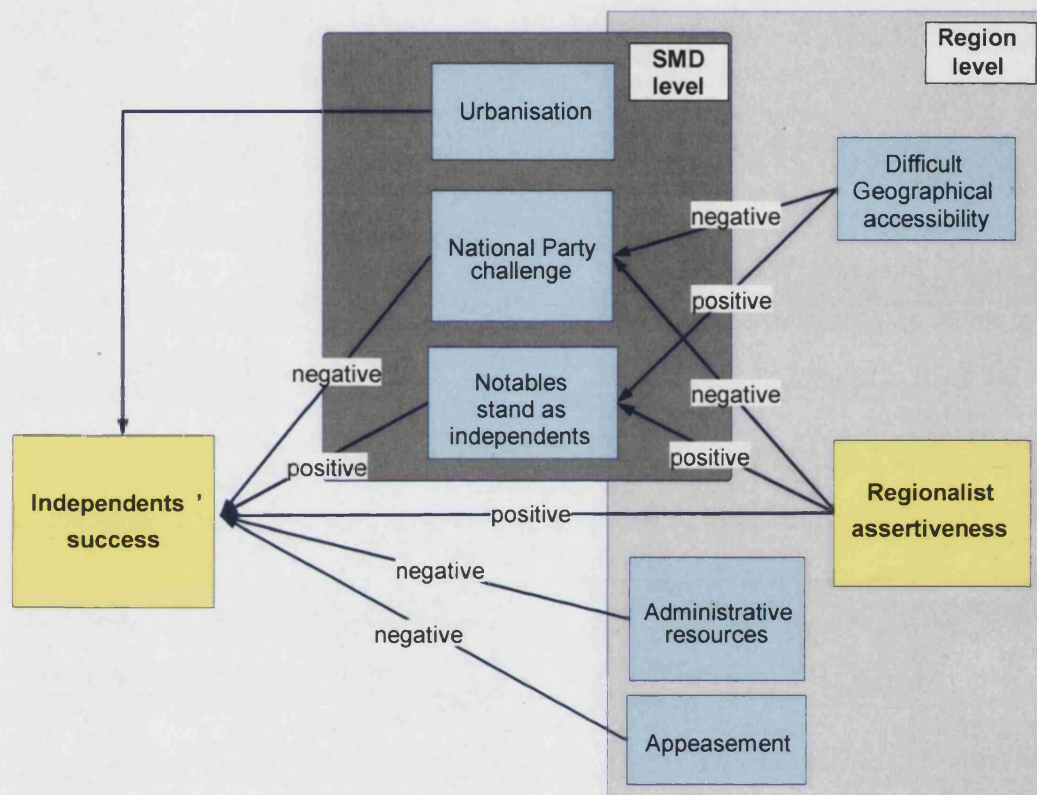 Region
level
SMD
level
Urbanisation
Difficult
Geographical
accessibility
negative
National Party
challenge
positive
negative
Notables
stand as
independents
negative
positive
positive
Independents ’
success
Regionalist
assertiveness
positive
negative
Administrative
resources
negative
Appeasement